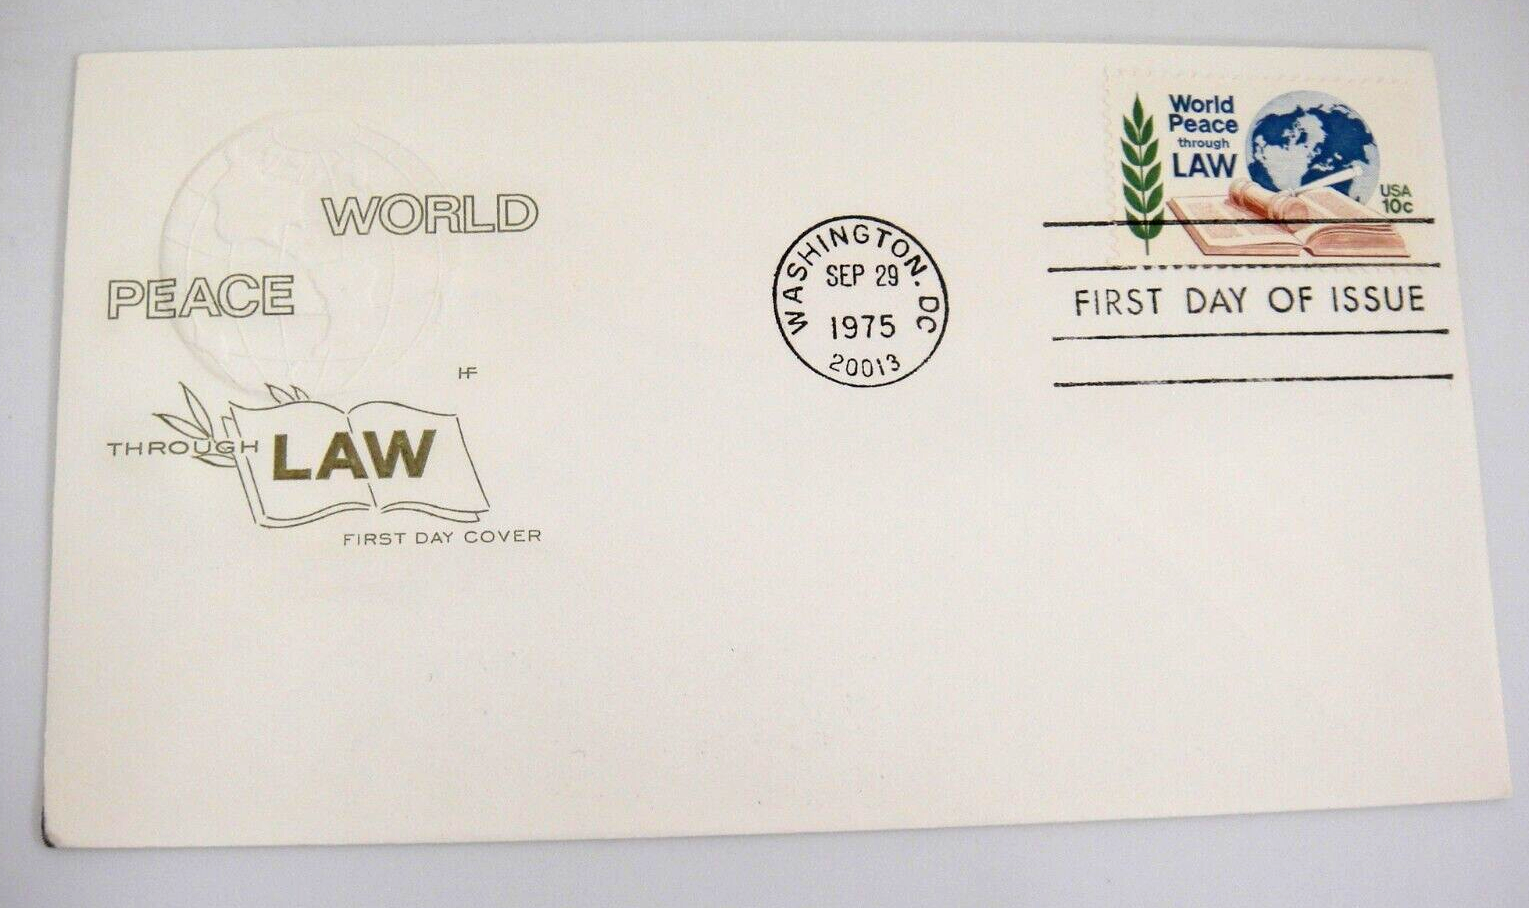 WORLD
PEACE
HF
THROUGH LAW
FIRST DAY COVER
WASHINGTON. DC
SEP 29
1975
20013
World
Peace
through
LAW
USA
10c
FIRST DAY OF ISSUE